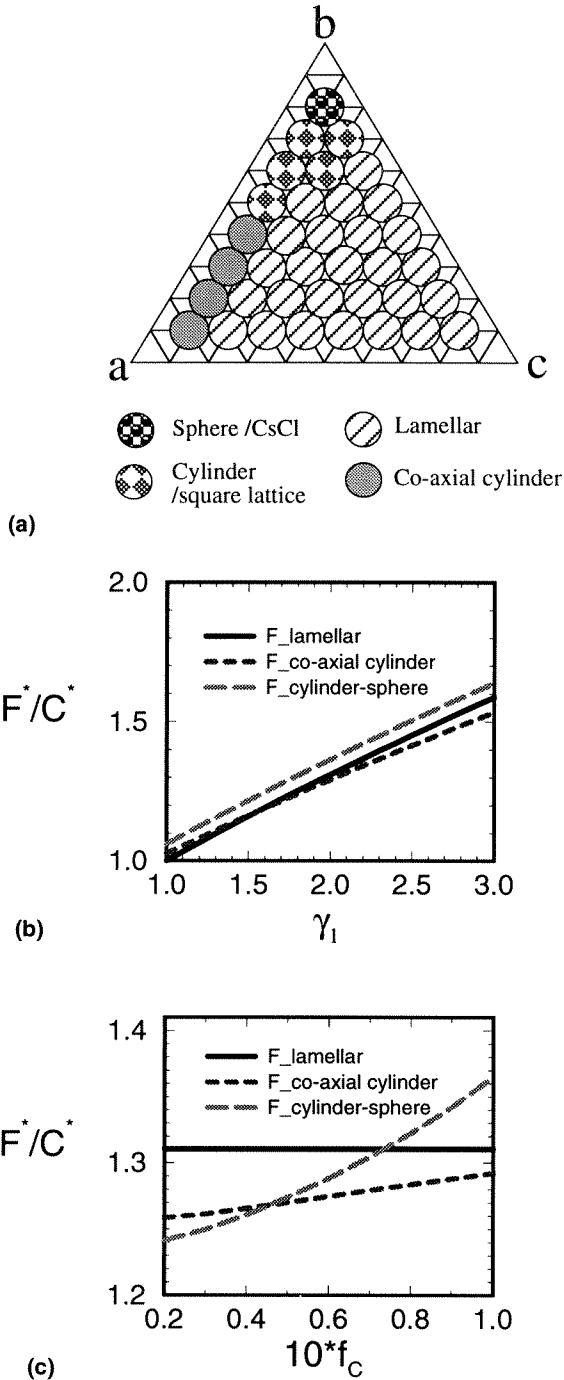 b
a
c
Sphere /CsCl
Lamellar
Cylinder
/square lattice
Co-axial cylinder
(a)
2.0
F_lamellar
F_co-axial cylinder
F_cylinder-sphere
F*/C*
1.5
1.0
1.0 1.5 2.0 2.5 3.0
γ1
(b)
1.4
F_lamellar
F_co-axial cylinder
F_cylinder-sphere
F*/C*
1.3
1.2
0.2 0.4 0.6 0.8 1.0
10*fC
(c)